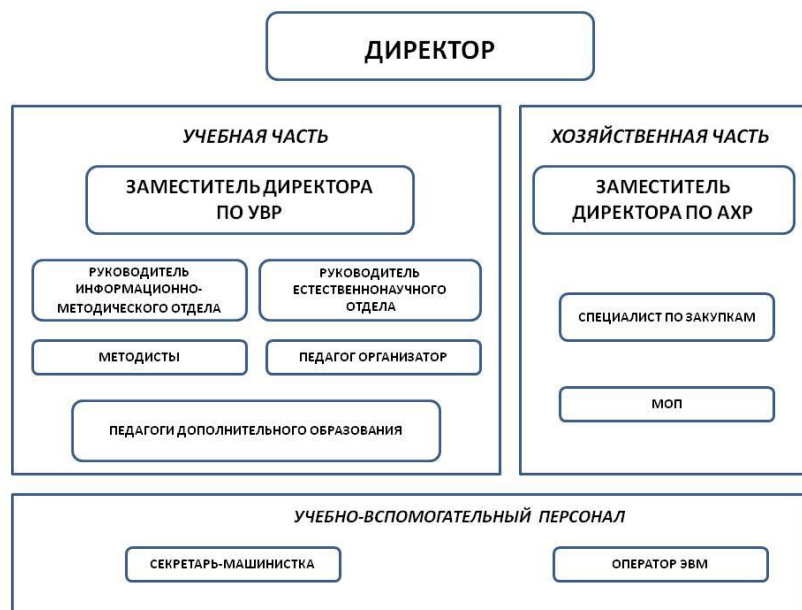 ДИРЕКТОР
УЧЕБНАЯ ЧАСТЬ
ЗАМЕСТИТЕЛЬ ДИРЕКТОРА
ПО УВР
РУКОВОДИТЕЛЬ
ИНФОРМАЦИОННО-
МЕТОДИЧЕСКОГО ОТДЕЛА
РУКОВОДИТЕЛЬ
ЕСТЕСТВЕННОНАУЧНОГО
ОТДЕЛА
МЕТОДИСТЫ
ПЕДАГОГ ОРГАНИЗАТОР
ПЕДАГОГИ ДОПОЛНИТЕЛЬНОГО ОБРАЗОВАНИЯ
ХОЗЯЙСТВЕННАЯ ЧАСТЬ
ЗАМЕСТИТЕЛЬ
ДИРЕКТОРА ПО АХР
СПЕЦИАЛИСТ ПО ЗАКУПКАМ
МОП
УЧЕБНО-ВСПОМОГАТЕЛЬНЫЙ ПЕРСОНАЛ
СЕКРЕТАРЬ-МАШИНИСТКА
ОПЕРАТОР ЭВМ